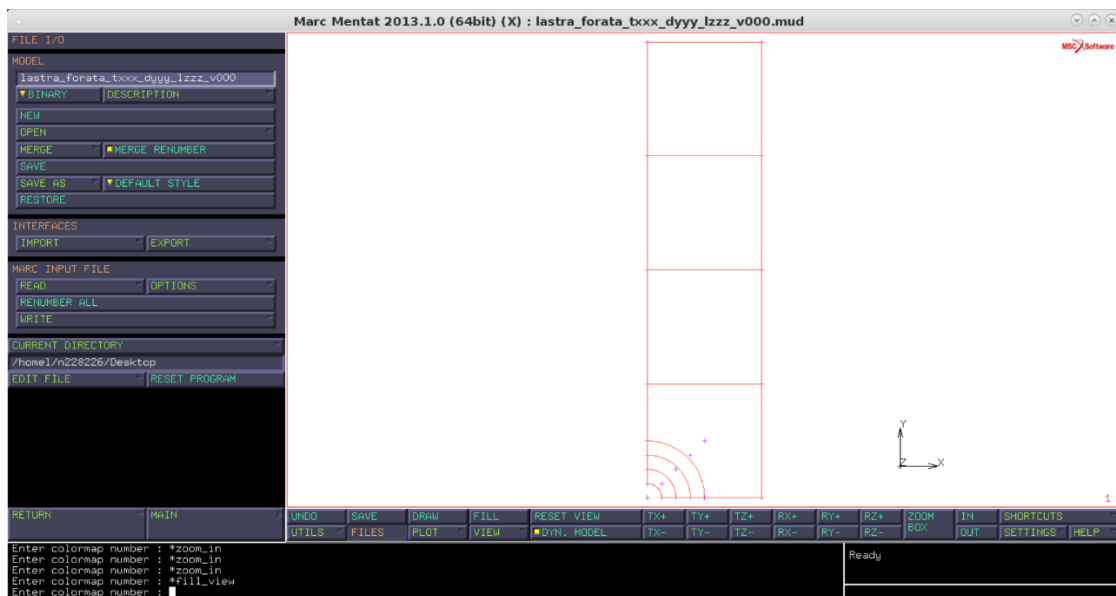 Marc Mentat 2013.1.0 (64bit) (X) : lastra_forata_txxx_dyyy_lzzz_v000.mud
FILE I/O
MODEL
lastra_forata_txxx_dyyy_lzzz_v000
BINARY DESCRIPTION
NEW
OPEN
MERGE MERGE RENUMBER
SAVE
SAVE AS DEFAULT STYLE
RESTORE
INTERFACES
IMPORT EXPORT
MARC INPUT FILE
READ OPTIONS
RENUMBER ALL
WRITE
CURRENT DIRECTORY
/homel/n228226/Desktop
EDIT FILE RESET PROGRAM
MSC Software
Y
Z X
1
RETURN MAIN
UNDO SAVE DRAW FILL RESET VIEW TX+ TY+ TZ+ RX+ RY+ RZ+ ZOOM BOX IN SHORTCUTS
UTILS FILES PLOT VIEW DYN. MODEL TX- TY- TZ- RX- RY- RZ- OUT SETTINGS HELP
Enter colormap number : *zoom_in
Enter colormap number : *zoom_in
Enter colormap number : *zoom_in
Enter colormap number : *fill_view
Enter colormap number :
Ready